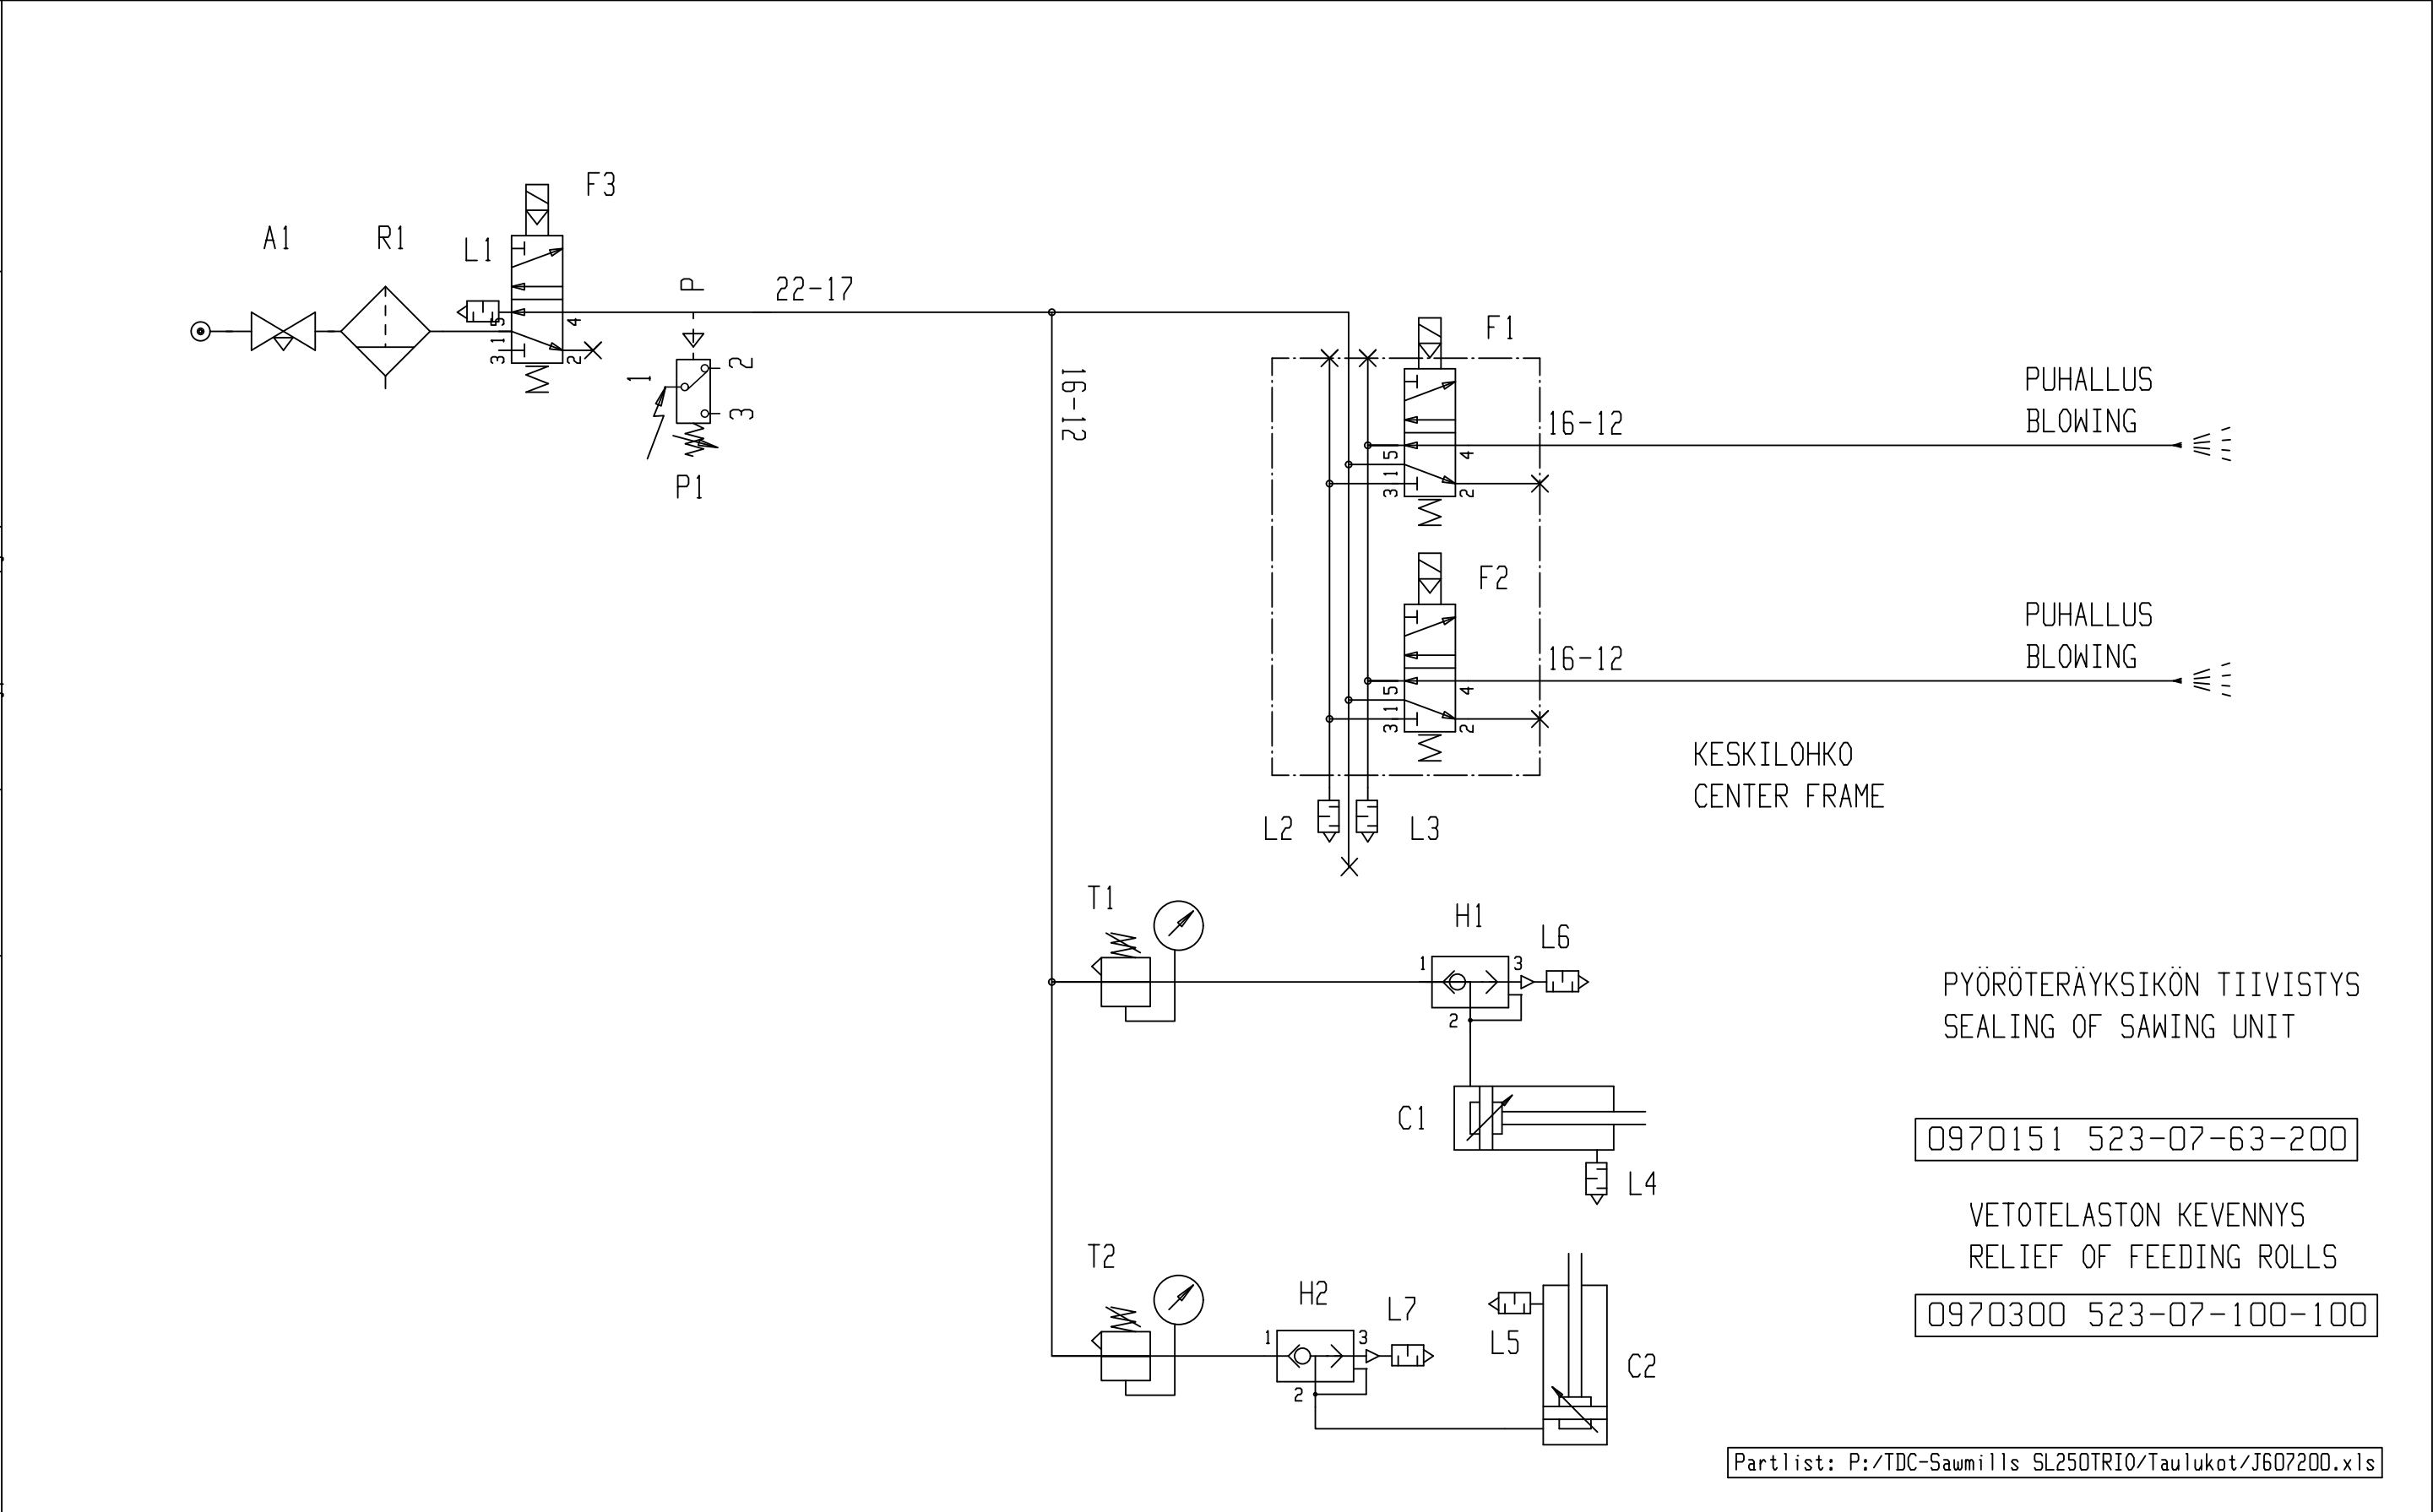 F3
A1
R1
L1
P
22-17
5
4
1
3
2
1
2
3
P1
16-12
F1
PUHALLUS
BLOWING
16-12
5
4
1
3
2
F2
PUHALLUS
BLOWING
16-12
5
4
1
3
2
KESKILOHKO
CENTER FRAME
L2
L3
T1
H1
L6
1
3
2
PYÖRÖTERÄYKSIKÖN TIIVISTYS
SEALING OF SAWING UNIT
C1
0970151 523-07-63-200
L4
VETOTELASTON KEVENNYS
RELIEF OF FEEDING ROLLS
T2
H2
L7
L5
1
3
2
0970300 523-07-100-100
C2
Partlist: P:/TDC-Sawmills SL250TRIO/Taulukot/J607200.xls